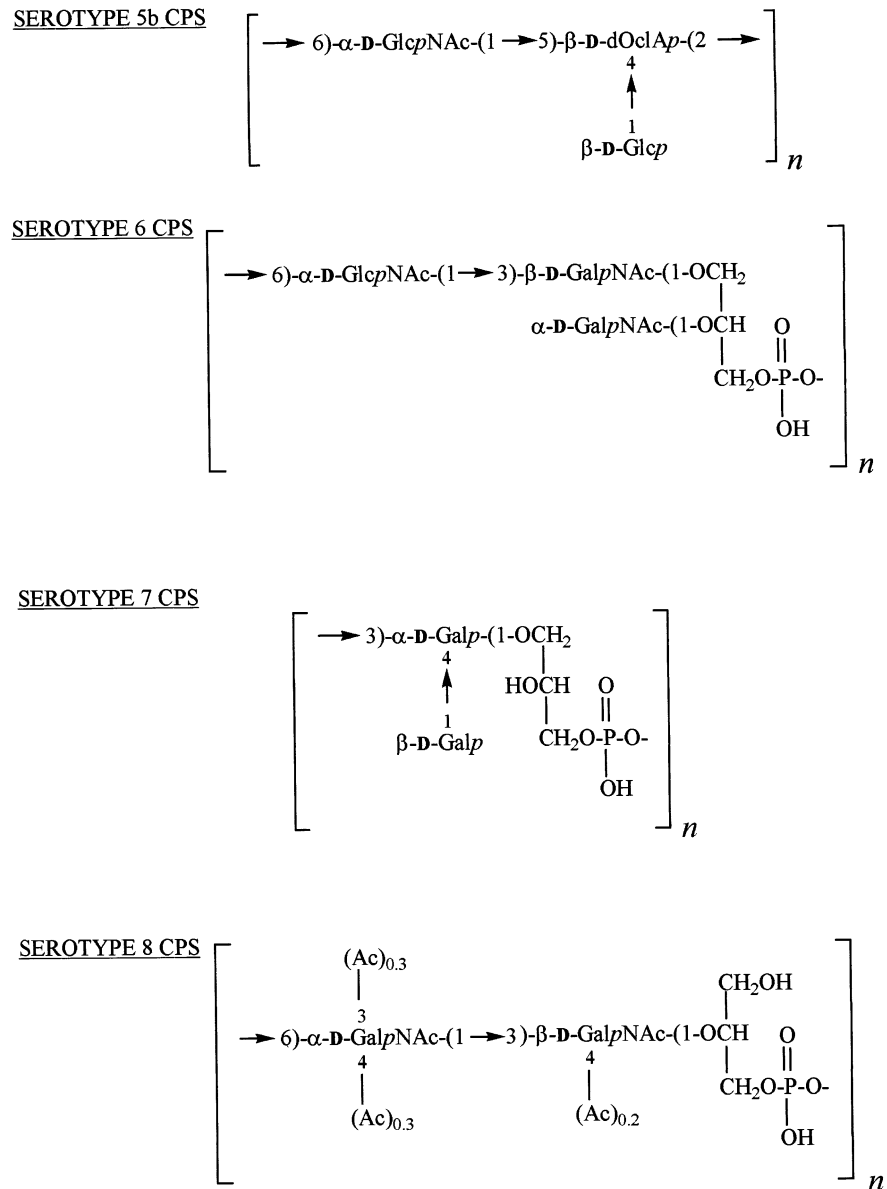 SEROTYPE 5b CPS
6)-α-D-GlcpNAc-(1→5)-β-D-dOclAp-(2→
4
1
β-D-Glcp
n
SEROTYPE 6 CPS
→6)-α-D-GlcpNAc-(1→3)-β-D-GalpNAc-(1-OCH2
α-D-GalpNAc-(1-OCH O
CH2O-P-O-
OH
n
SEROTYPE 7 CPS
→3)-α-D-Galp-(1-OCH2
4
HOCH O
1
β-D-Galp CH2O-P-O-
OH
n
SEROTYPE 8 CPS
(Ac)0.3
CH2OH
3
→6)-α-D-GalpNAc-(1→3)-β-D-GalpNAc-(1-OCH O
4 4
CH2O-P-O-
(Ac)0.3 (Ac)0.2
OH
n